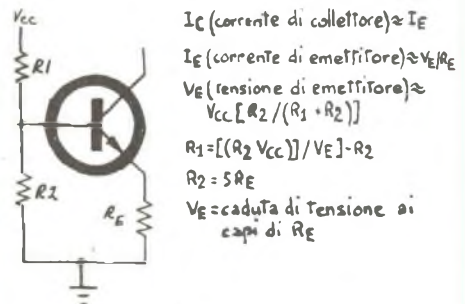 Vcc
R1
R2
RE
IC (corrente di collettore) ≈ IE
IE (corrente di emettitore) ≈ VE/RE
VE (tensione di emettitore) ≈
VCC [R2 / (R1 + R2)]
R1 = [(R2 VCC)] / VE] - R2
R2 = 5RE
VE = caduta di tensione ai
capi di RE